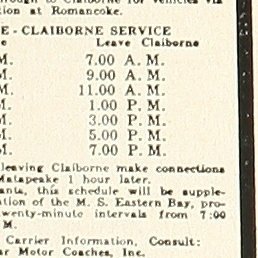 rough to Claiborne for vehicles via
tion at Romancoke.
E - CLAIBORNE SERVICE
e Leave Claiborne
M. 7.00 A. M.
M. 9.00 A. M.
M. 11.00 A. M.
M. 1.00 P. M.
M. 3.00 P. M.
M. 5.00 P. M.
M. 7.00 P. M.
leaving Claiborne make connections
Matapeake 1 hour later.
ants, this schedule will be supple-
tion of the M. S. Eastern Bay, pro-
wenty-minute intervals from 7:00
M.
Carrier Information, Consult:
ar Motor Coaches, Inc.